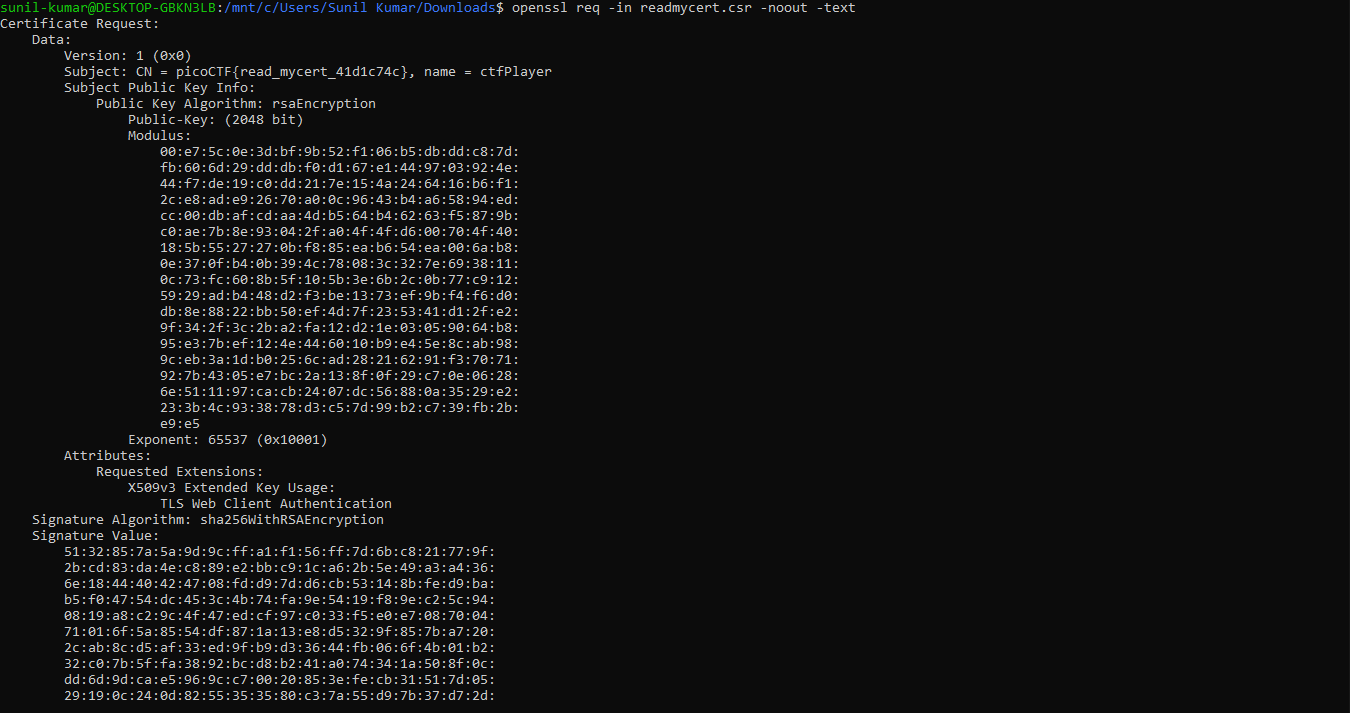 sunil-kumar@DESKTOP-GBKN3LB:/mnt/c/Users/Sunil Kumar/Downloads$ openssl req -in readmycert.csr -noout -text
Certificate Request:
    Data:
        Version: 1 (0x0)
        Subject: CN = picoCTF{read_mycert_41d1c74c}, name = ctfPlayer
        Subject Public Key Info:
            Public Key Algorithm: rsaEncryption
                Public-Key: (2048 bit)
                Modulus:
                    00:e7:5c:0e:3d:bf:9b:52:f1:06:b5:db:dd:c8:7d:
                    fb:60:6d:29:dd:db:f0:d1:67:e1:44:97:03:92:4e:
                    44:f7:de:19:c0:dd:21:7e:15:4a:24:64:16:b6:f1:
                    2c:e8:ad:e9:26:70:a0:0c:96:43:b4:a6:58:94:ed:
                    cc:00:db:af:cd:aa:4d:b5:64:b4:62:63:f5:87:9b:
                    c0:ae:7b:8e:93:04:2f:a0:4f:4f:d6:00:70:4f:40:
                    18:5b:55:27:27:0b:f8:85:ea:b6:54:ea:00:6a:b8:
                    0e:37:0f:b4:0b:39:4c:78:08:3c:32:7e:69:38:11:
                    0c:73:fc:60:8b:5f:10:5b:3e:6b:2c:0b:77:c9:12:
                    59:29:ad:b4:48:d2:f3:be:13:73:ef:9b:f4:f6:d0:
                    db:8e:88:22:bb:50:ef:4d:7f:23:53:41:d1:2f:e2:
                    9f:34:2f:3c:2b:a2:fa:12:d2:1e:03:05:90:64:b8:
                    95:e3:7b:ef:12:4e:44:60:10:b9:e4:5e:8c:ab:98:
                    9c:eb:3a:1d:b0:25:6c:ad:28:21:62:91:f3:70:71:
                    92:7b:43:05:e7:bc:2a:13:8f:0f:29:c7:0e:06:28:
                    6e:51:11:97:ca:cb:24:07:dc:56:88:0a:35:29:e2:
                    23:3b:4c:93:38:78:d3:c5:7d:99:b2:c7:39:fb:2b:
                    e9:e5
                Exponent: 65537 (0x10001)
        Attributes:
            Requested Extensions:
                X509v3 Extended Key Usage:
                    TLS Web Client Authentication
    Signature Algorithm: sha256WithRSAEncryption
    Signature Value:
        51:32:85:7a:5a:9d:9c:ff:a1:f1:56:ff:7d:6b:c8:21:77:9f:
        2b:cd:83:da:4e:c8:89:e2:bb:c9:1c:a6:2b:5e:49:a3:a4:36:
        6e:18:44:40:42:47:08:fd:d9:7d:d6:cb:53:14:8b:fe:d9:ba:
        b5:f0:47:54:dc:45:3c:4b:74:fa:9e:54:19:f8:9e:c2:5c:94:
        08:19:a8:c2:9c:4f:47:ed:cf:97:c0:33:f5:e0:e7:08:70:04:
        71:01:6f:5a:85:54:df:87:1a:13:e8:d5:32:9f:85:7b:a7:20:
        2c:ab:8c:d5:af:33:ed:9f:b9:d3:36:44:fb:06:6f:4b:01:b2:
        32:c0:7b:5f:fa:38:92:bc:d8:b2:41:a0:74:34:1a:50:8f:0c:
        dd:6d:9d:ca:e5:96:9c:c7:00:20:85:3e:fe:cb:31:51:7d:05:
        29:19:0c:24:0d:82:55:35:35:80:c3:7a:55:d9:7b:37:d7:2d: